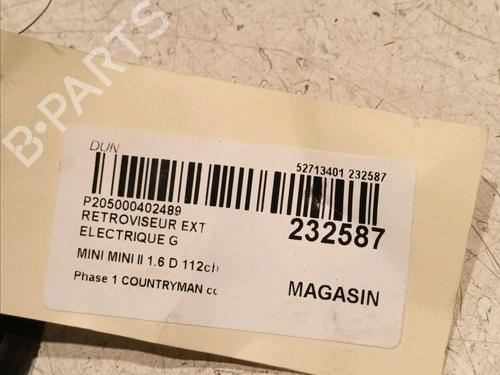 B-PARTS
DUN
52713401 232587
P205000402489
RETROVISEUR EXT
ELECTRIQUE G
232587
MINI MINI II 1.6 D 112ch
Phase 1 COUNTRYMAN cc
MAGASIN